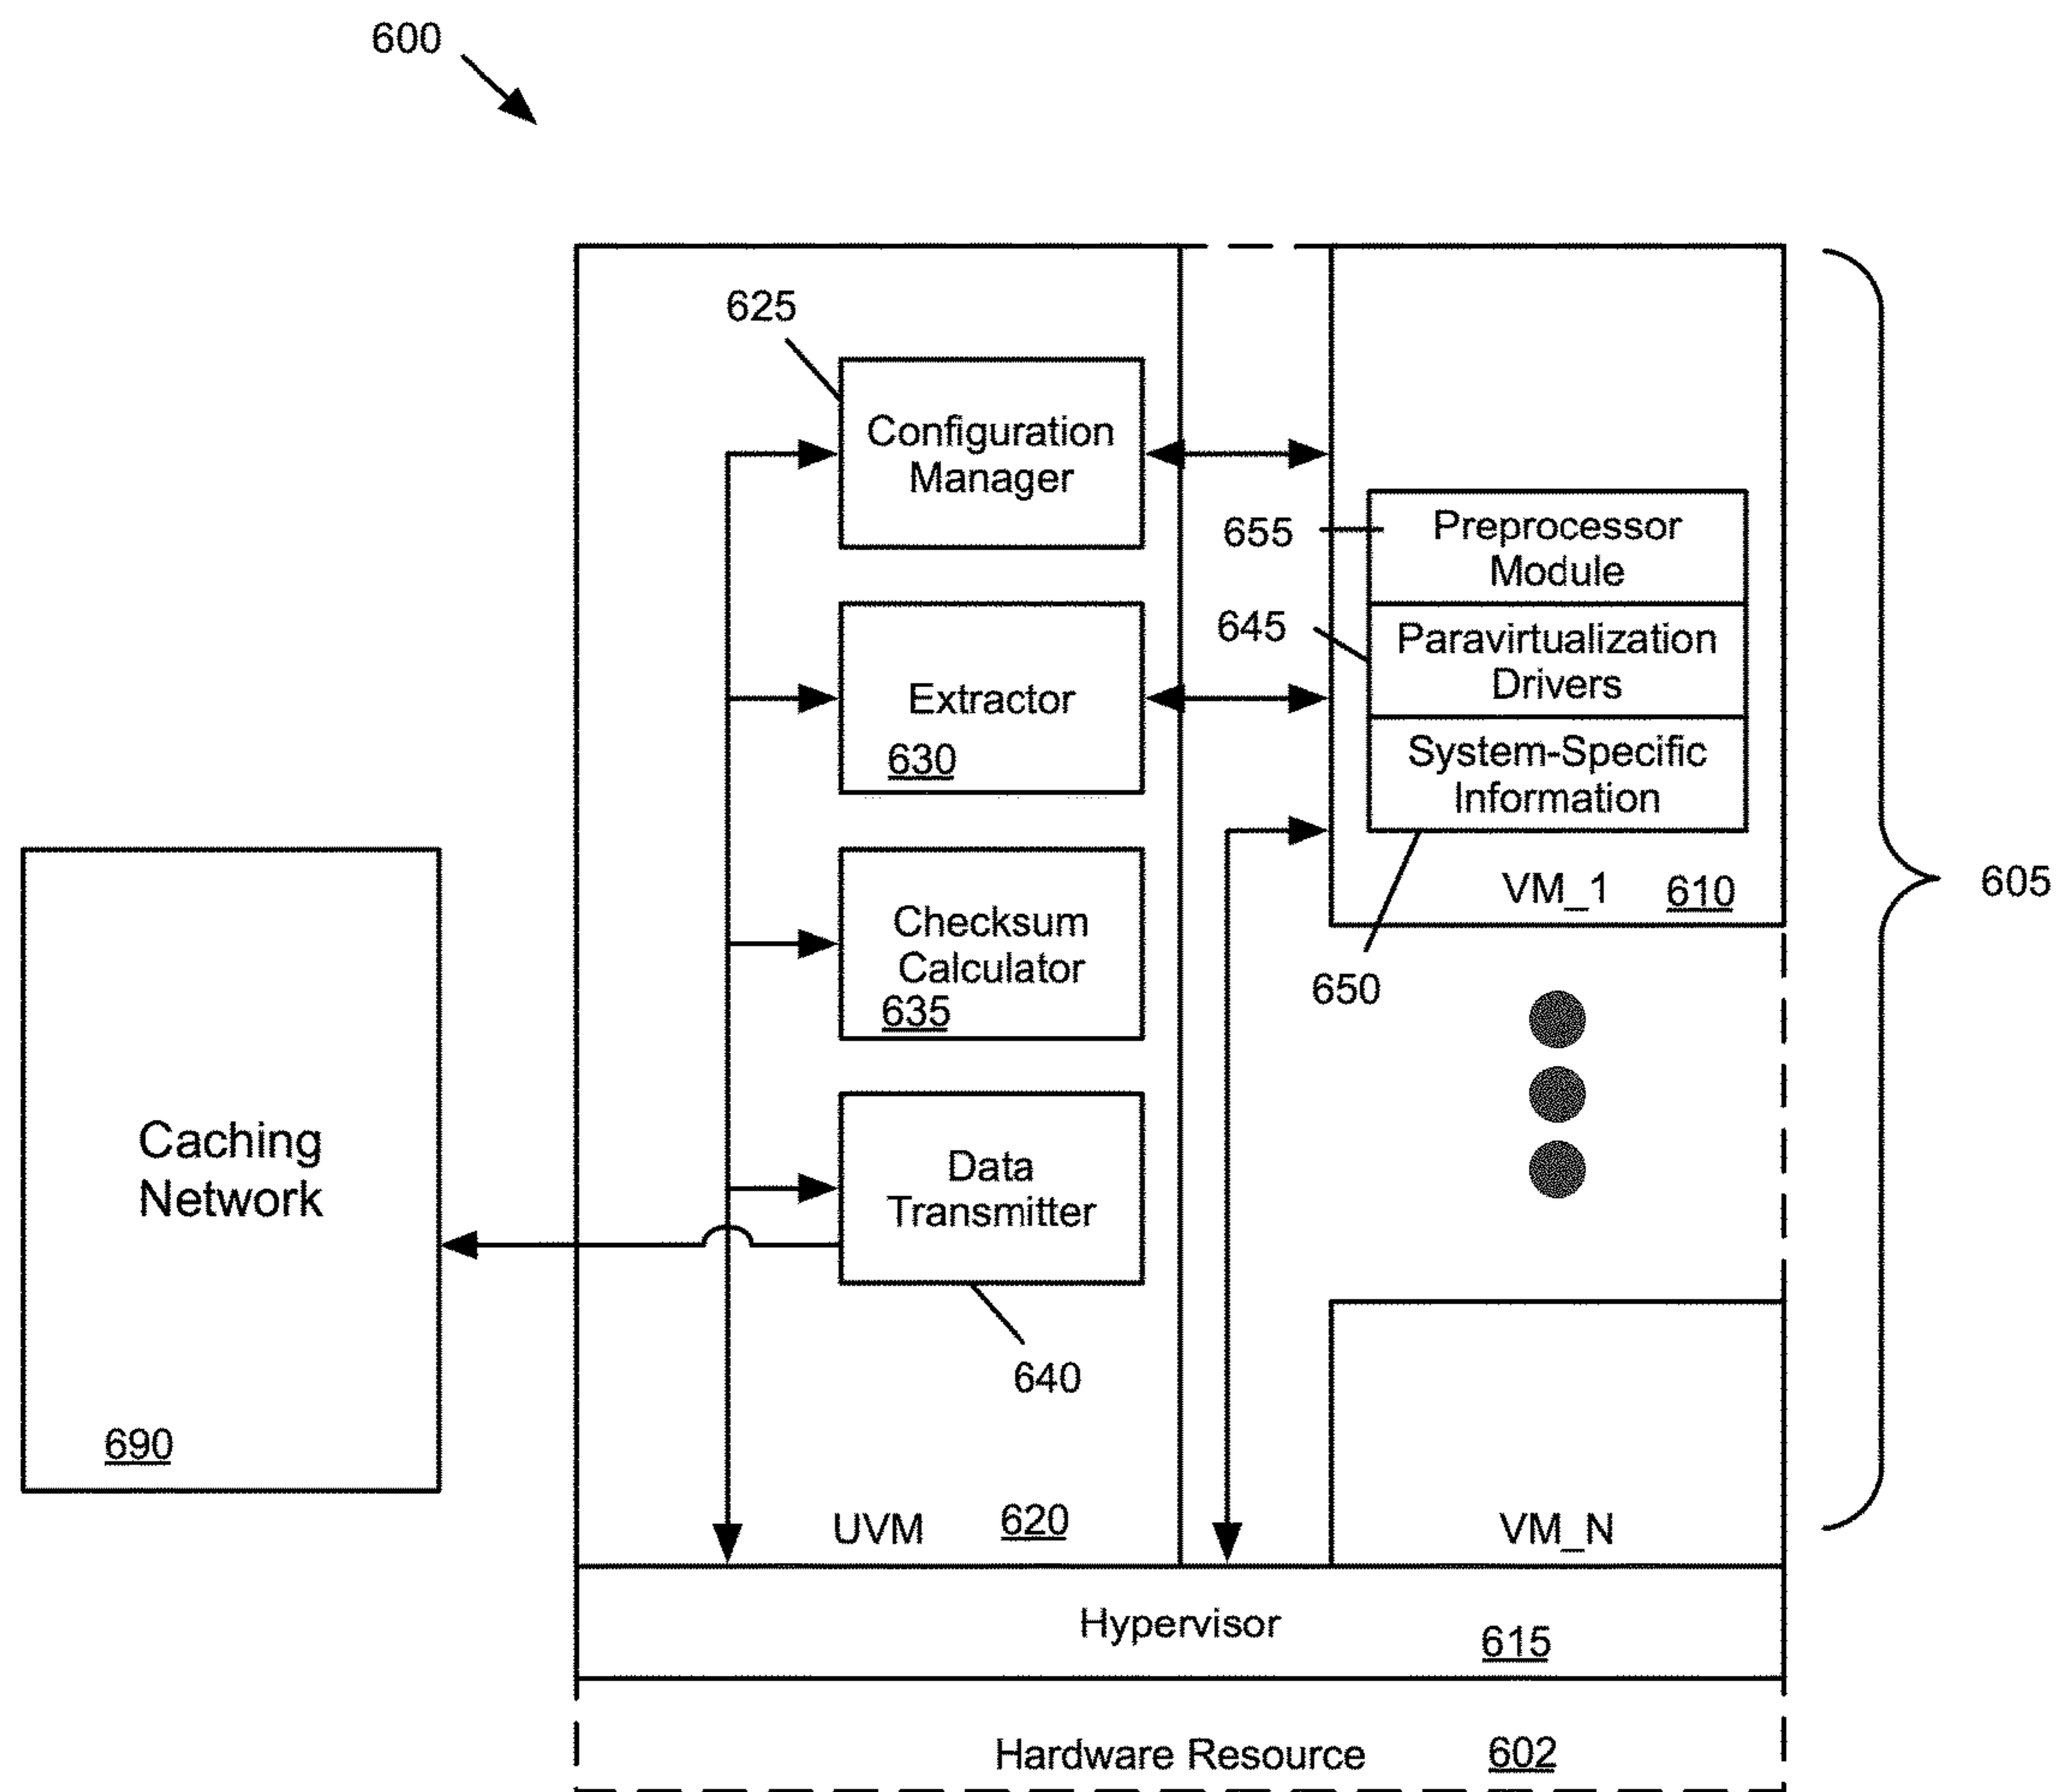 600
625
Configuration
Manager
655
Preprocessor
Module
645
Paravirtualization
Drivers
Extractor
630
System-Specific
Information
VM_1 610
605
Checksum
Calculator
635
650
Caching
Network
690
Data
Transmitter
640
UVM 620
VM_N
Hypervisor 615
Hardware Resource 602